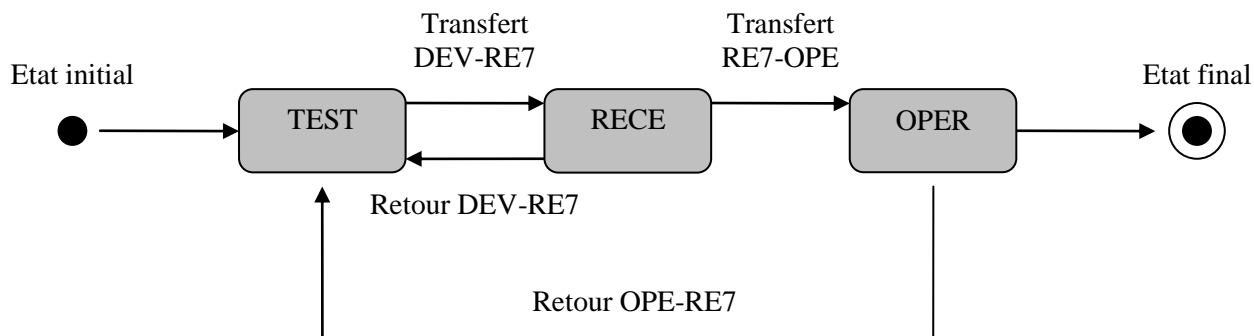 Transfert
DEV-RE7
Transfert
RE7-OPE
Etat initial
Etat final
TEST
RECE
OPER
Retour DEV-RE7
Retour OPE-RE7